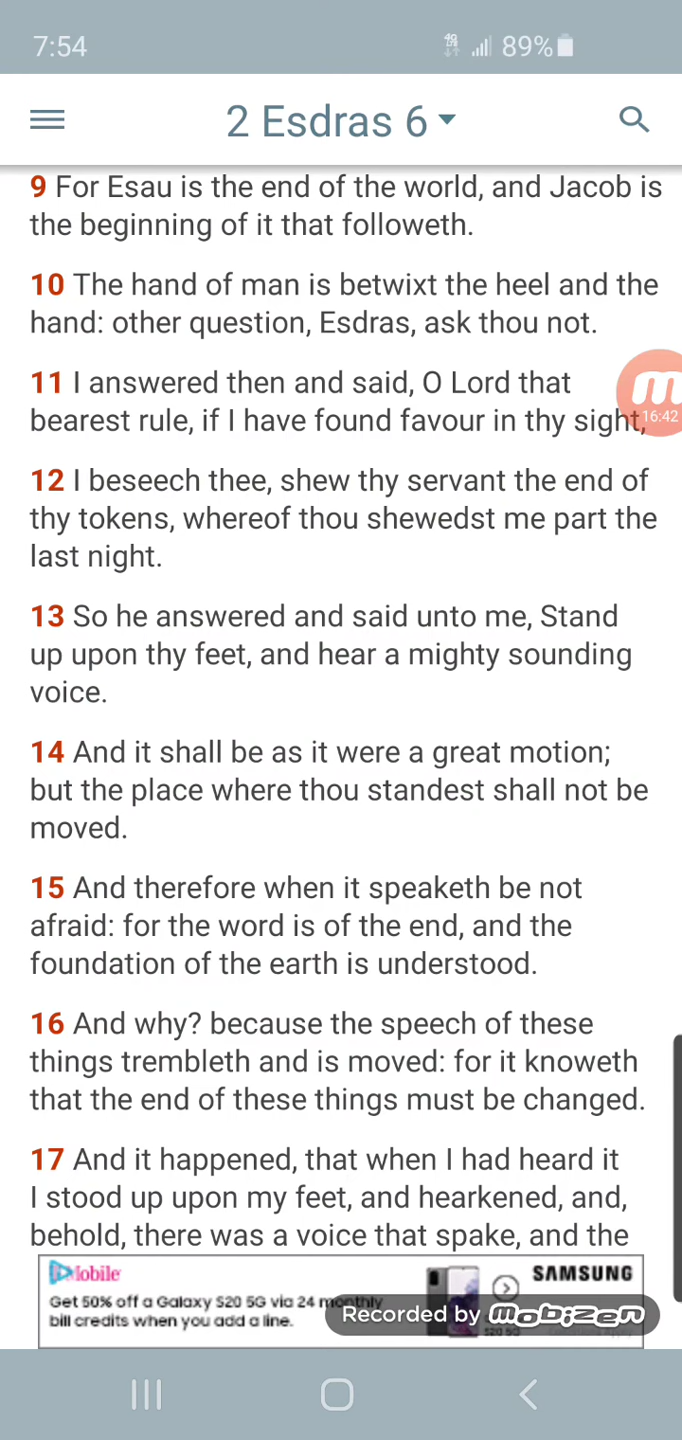 7:54
89%
2 Esdras 6
9 For Esau is the end of the world, and Jacob is
the beginning of it that followeth.
10 The hand of man is betwixt the heel and the
hand: other question, Esdras, ask thou not.
11 I answered then and said, O Lord that
bearest rule, if I have found favour in thy sight,
16:42
12 I beseech thee, shew thy servant the end of
thy tokens, whereof thou shewedst me part the
last night.
13 So he answered and said unto me, Stand
up upon thy feet, and hear a mighty sounding
voice.
14 And it shall be as it were a great motion;
but the place where thou standest shall not be
moved.
15 And therefore when it speaketh be not
afraid: for the word is of the end, and the
foundation of the earth is understood.
16 And why? because the speech of these
things trembleth and is moved: for it knoweth
that the end of these things must be changed.
17 And it happened, that when I had heard it
I stood up upon my feet, and hearkened, and,
behold, there was a voice that spake, and the
Mobile
SAMSUNG
Get 50% off a Galaxy S20 5G via 24 monthly
bill credits when you add a line.
Recorded by mobizen
S20 5G